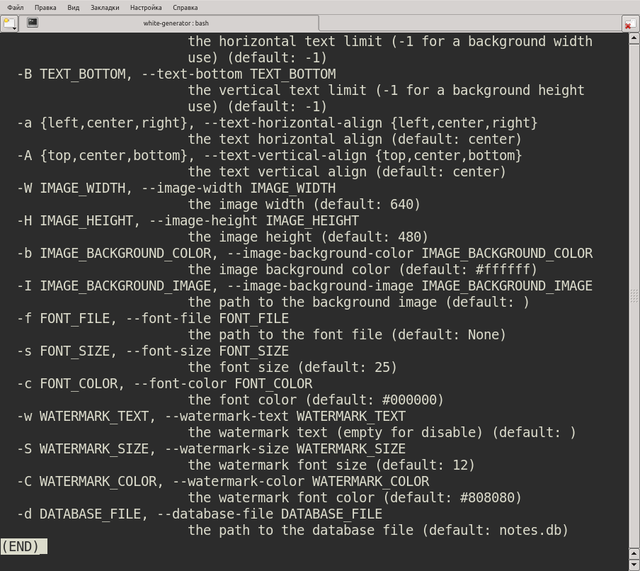 Файл Правка Вид Закладки Настройка Справка
white-generator : bash
the horizontal text limit (-1 for a background width
use) (default: -1)
-B TEXT_BOTTOM, --text-bottom TEXT_BOTTOM
the vertical text limit (-1 for a background height
use) (default: -1)
-a {left,center,right}, --text-horizontal-align {left,center,right}
the text horizontal align (default: center)
-A {top,center,bottom}, --text-vertical-align {top,center,bottom}
the text vertical align (default: center)
-W IMAGE_WIDTH, --image-width IMAGE_WIDTH
the image width (default: 640)
-H IMAGE_HEIGHT, --image-height IMAGE_HEIGHT
the image height (default: 480)
-b IMAGE_BACKGROUND_COLOR, --image-background-color IMAGE_BACKGROUND_COLOR
the image background color (default: #ffffff)
-I IMAGE_BACKGROUND_IMAGE, --image-background-image IMAGE_BACKGROUND_IMAGE
the path to the background image (default: )
-f FONT_FILE, --font-file FONT_FILE
the path to the font file (default: None)
-s FONT_SIZE, --font-size FONT_SIZE
the font size (default: 25)
-c FONT_COLOR, --font-color FONT_COLOR
the font color (default: #000000)
-w WATERMARK_TEXT, --watermark-text WATERMARK_TEXT
the watermark text (empty for disable) (default: )
-S WATERMARK_SIZE, --watermark-size WATERMARK_SIZE
the watermark font size (default: 12)
-C WATERMARK_COLOR, --watermark-color WATERMARK_COLOR
the watermark font color (default: #808080)
-d DATABASE_FILE, --database-file DATABASE_FILE
the path to the database file (default: notes.db)
(END)